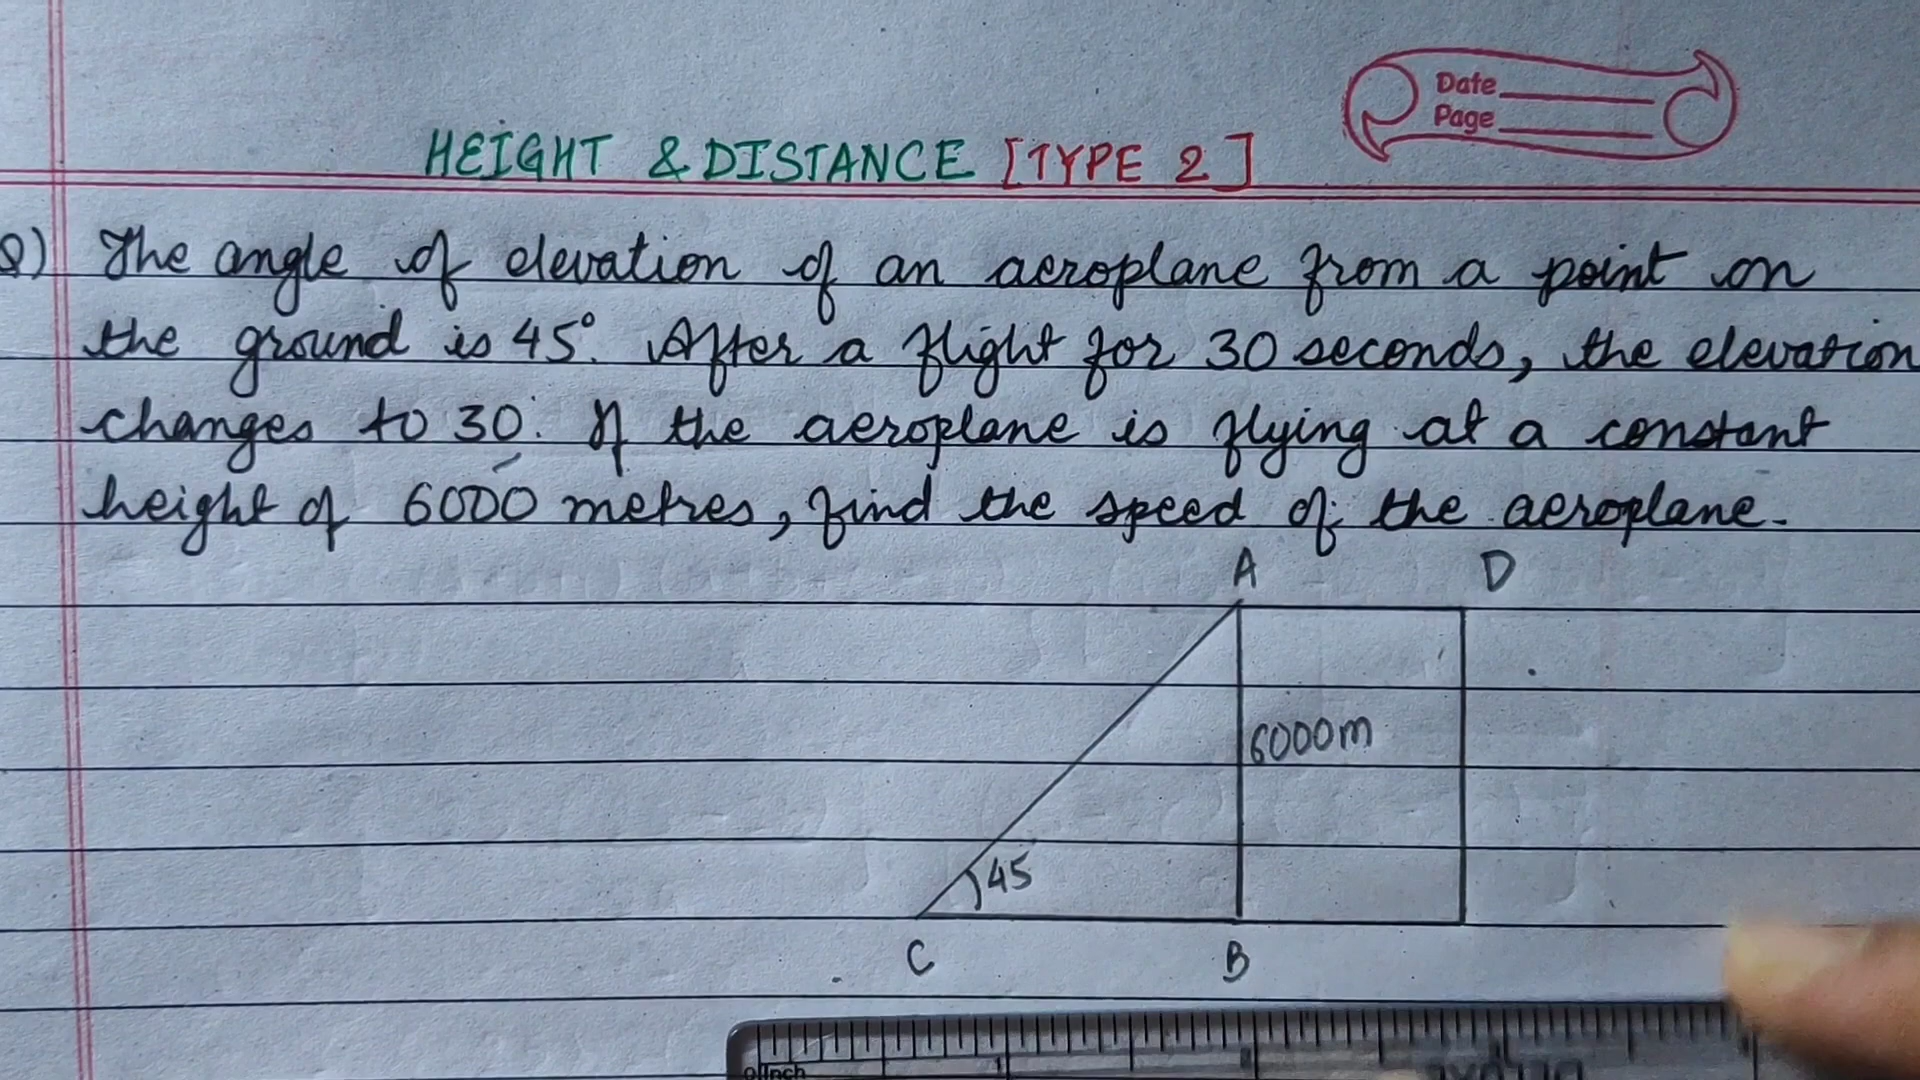 Date
Page
HEIGHT & DISTANCE [TYPE 2]
Q) The angle of elevation of an aeroplane from a point on
the ground is 45°. After a flight for 30 seconds, the elevation
changes to 30°. If the aeroplane is flying at a constant
height of 6000 metres, find the speed of the aeroplane.
A D
6000m
45
C B
0 Inch